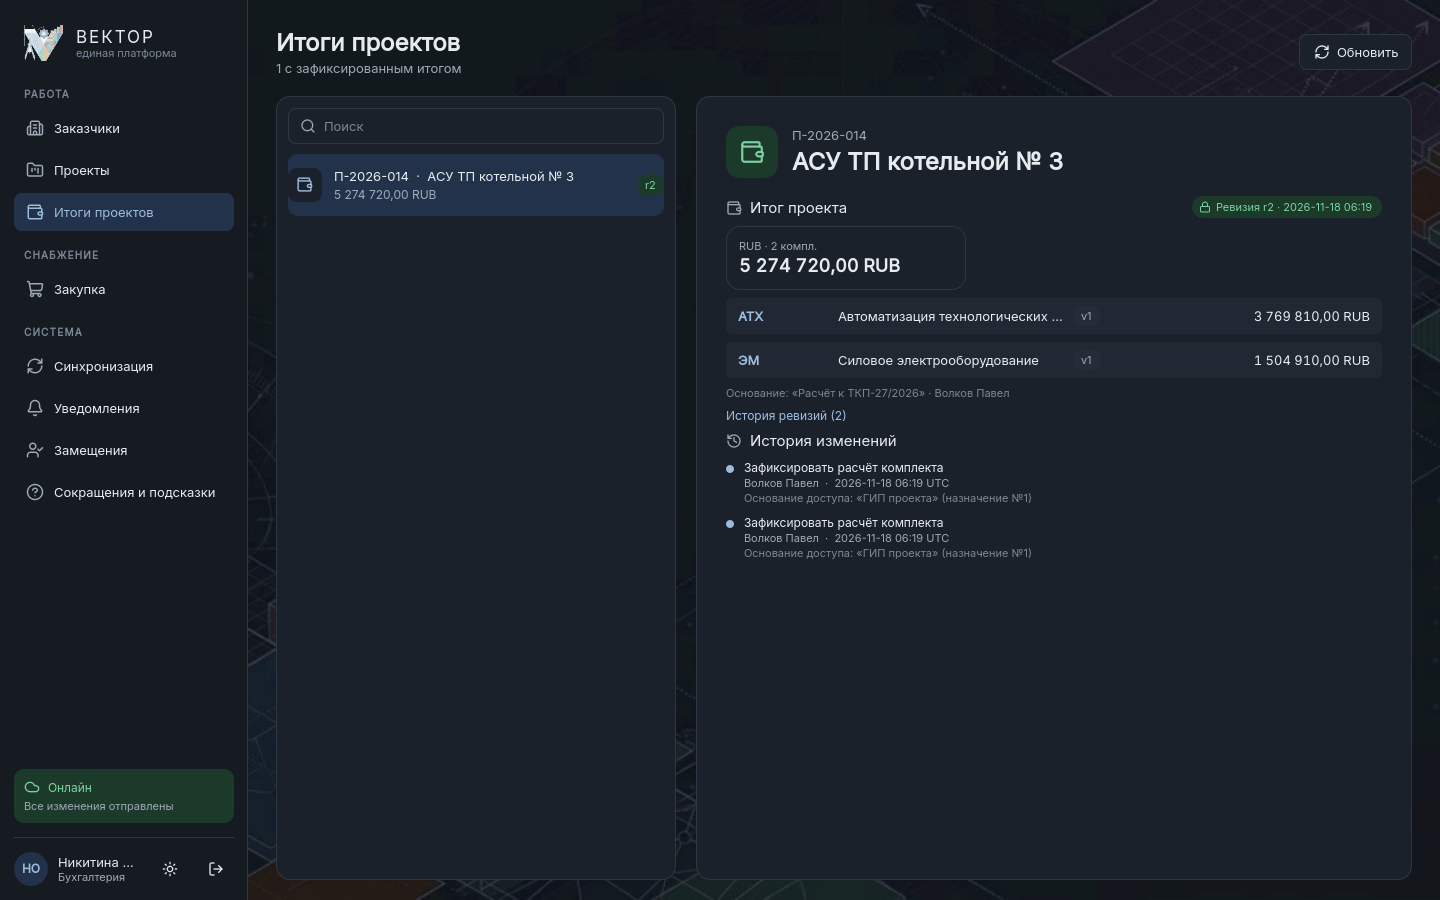 ВЕКТОР
единая платформа
РАБОТА
Заказчики
Проекты
Итоги проектов
СНАБЖЕНИЕ
Закупка
СИСТЕМА
Синхронизация
Уведомления
Замещения
Сокращения и подсказки
Онлайн
Все изменения отправлены
НО
Никитина ...
Бухгалтерия
Итоги проектов
1 с зафиксированным итогом
Обновить
Поиск
П-2026-014 · АСУ ТП котельной № 3
5 274 720,00 RUB
r2
П-2026-014
АСУ ТП котельной № 3
Итог проекта
Ревизия r2 · 2026-11-18 06:19
RUB · 2 компл.
5 274 720,00 RUB
АТХ Автоматизация технологических ... v1 3 769 810,00 RUB
ЭМ Силовое электрооборудование v1 1 504 910,00 RUB
Основание: «Расчёт к ТКП-27/2026» · Волков Павел
История ревизий (2)
История изменений
Зафиксировать расчёт комплекта
Волков Павел · 2026-11-18 06:19 UTC
Основание доступа: «ГИП проекта» (назначение №1)
Зафиксировать расчёт комплекта
Волков Павел · 2026-11-18 06:19 UTC
Основание доступа: «ГИП проекта» (назначение №1)